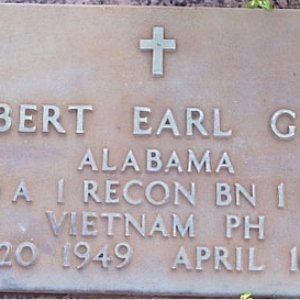 BERT EARL G
ALABAMA
A 1 RECON BN 1
VIETNAM PH
20 1949 APRIL 1